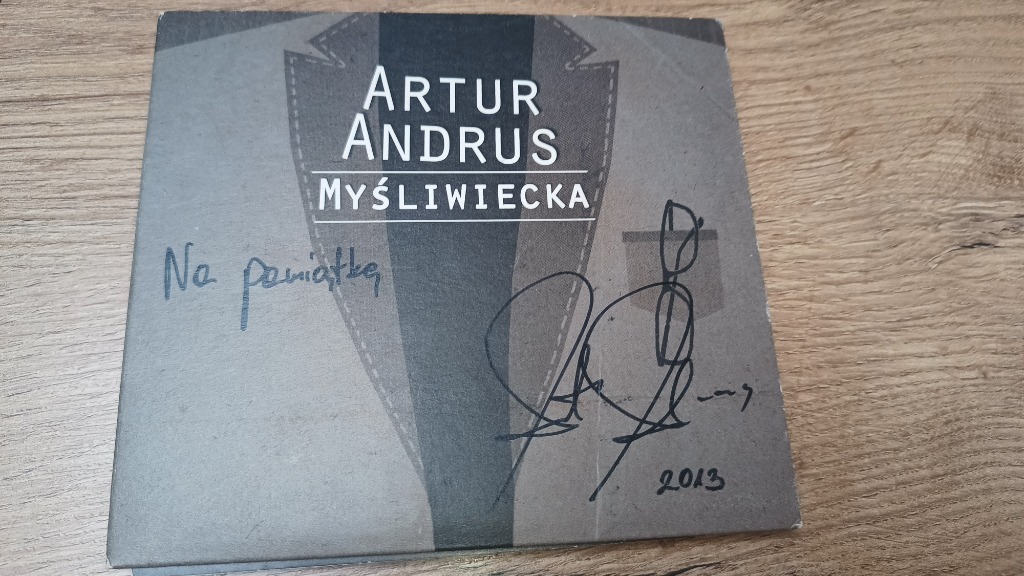 ARTUR
ANDRUS
MYŚLIWIECKA
Na pamiątkę
2013